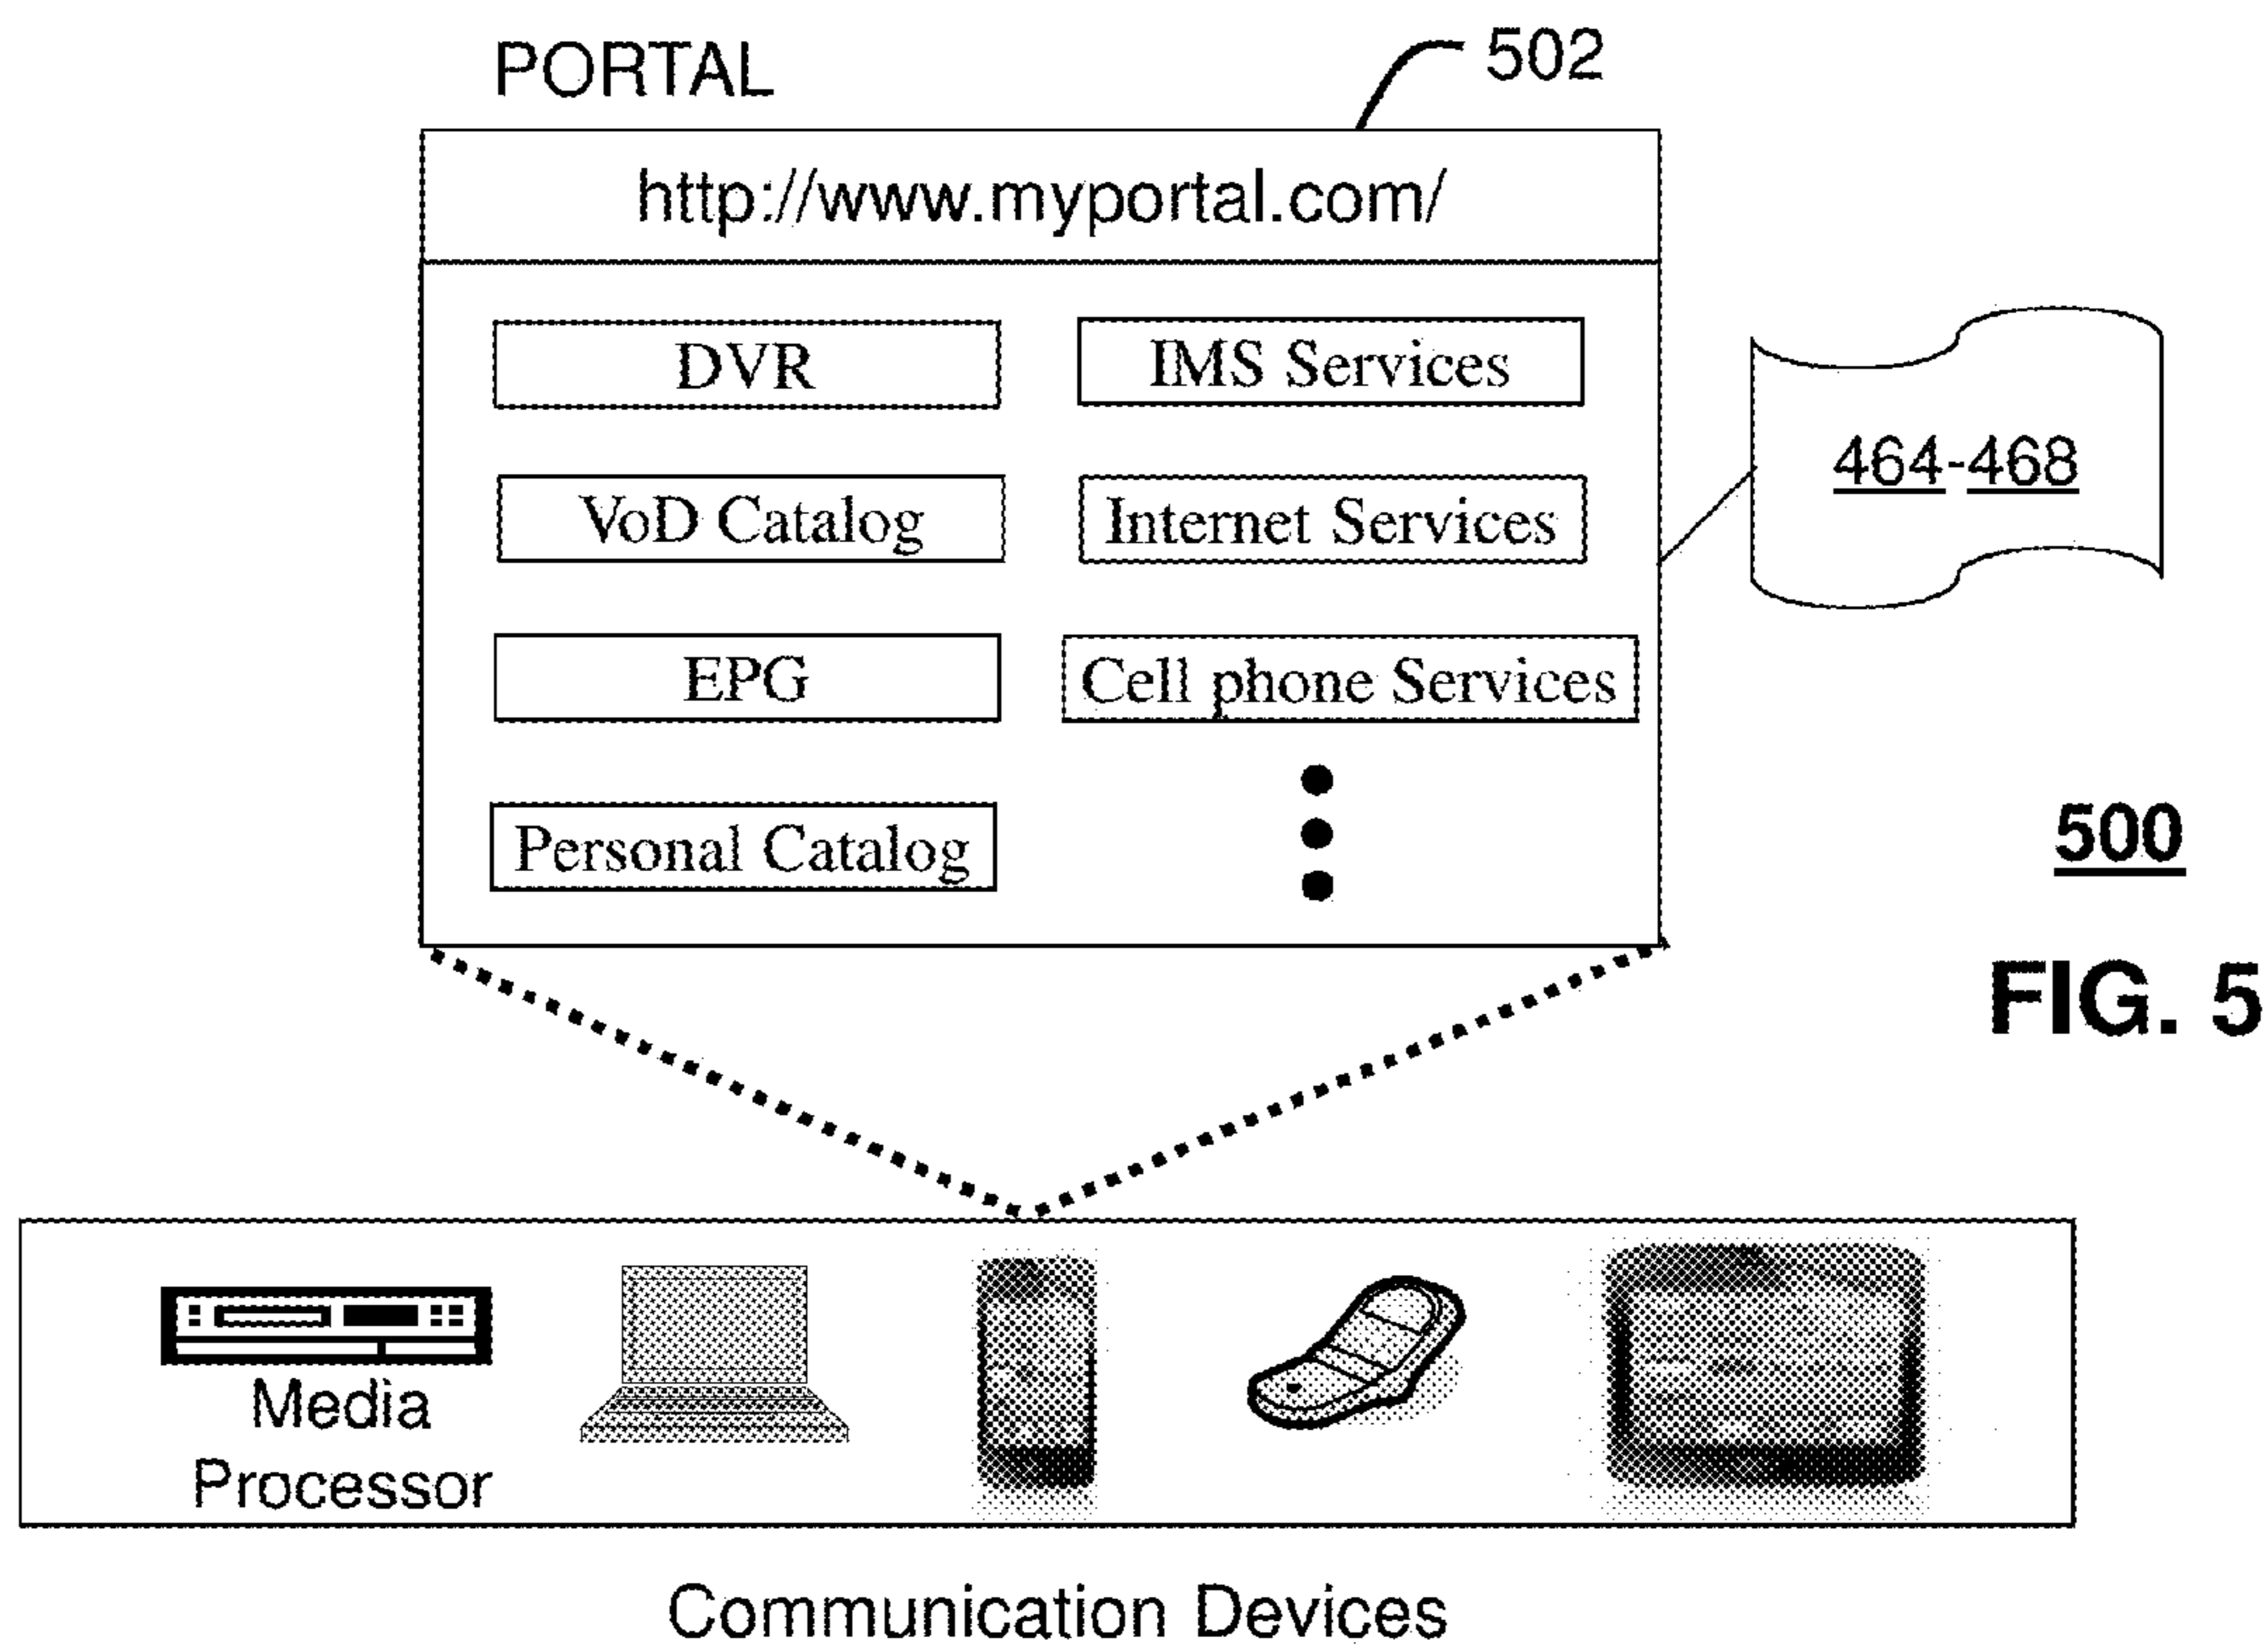 PORTAL
502
http://www.myportal.com/
DVR
IMS Services
VoD Catalog
Internet Services
464-468
EPG
Cell phone Services
Personal Catalog
500
FIG. 5
Media
Processor
Communication Devices